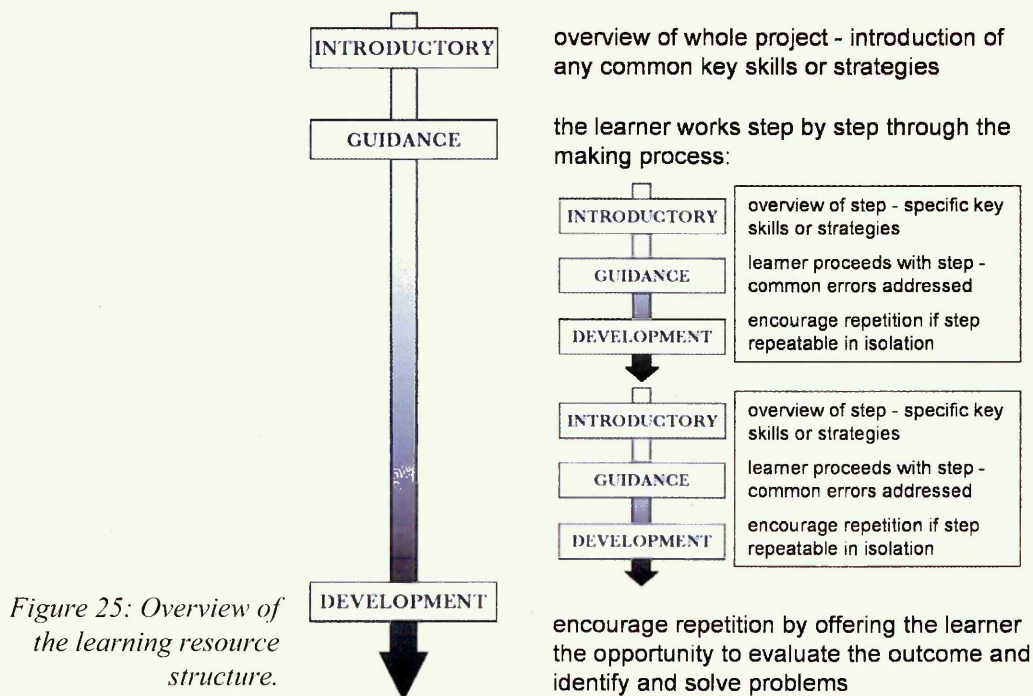 INTRODUCTORY
overview of whole project - introduction of
any common key skills or strategies
GUIDANCE
the learner works step by step through the
making process:
INTRODUCTORY
overview of step - specific key
skills or strategies
GUIDANCE
learner proceeds with step -
common errors addressed
DEVELOPMENT
encourage repetition if step
repeatable in isolation
INTRODUCTORY
overview of step - specific key
skills or strategies
GUIDANCE
learner proceeds with step -
common errors addressed
DEVELOPMENT
encourage repetition if step
repeatable in isolation
DEVELOPMENT
encourage repetition by offering the learner
the opportunity to evaluate the outcome and
identify and solve problems
Figure 25: Overview of
the learning resource
structure.